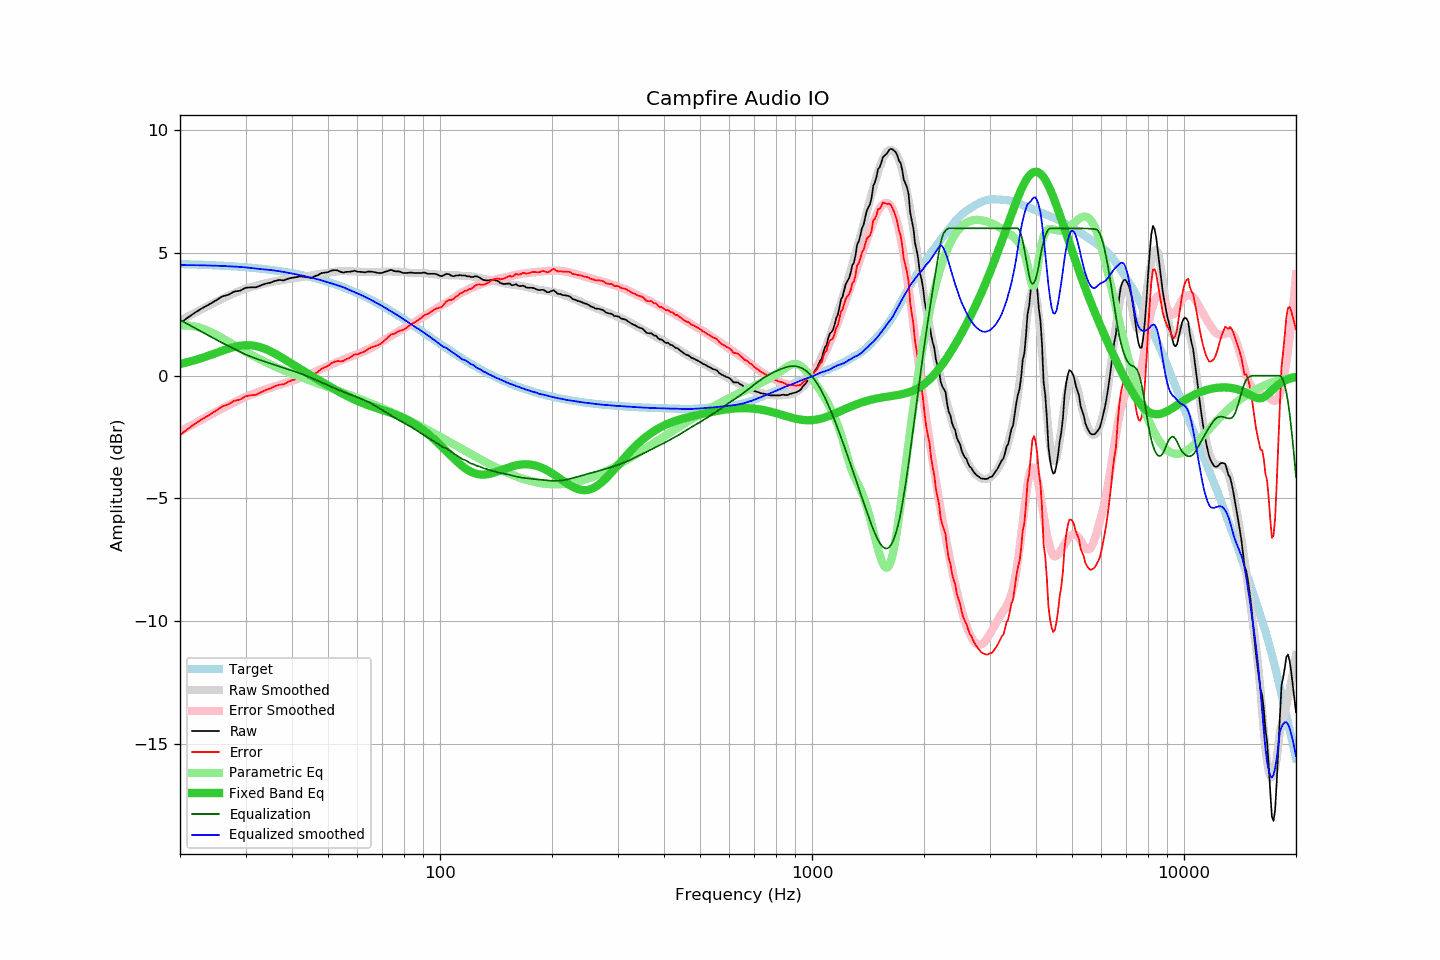 Campfire Audio IO
10
5
0
−5
−10
−15
Amplitude (dBr)
Target
Raw Smoothed
Error Smoothed
Raw
Error
Parametric Eq
Fixed Band Eq
Equalization
Equalized smoothed
100 1000 10000
Frequency (Hz)